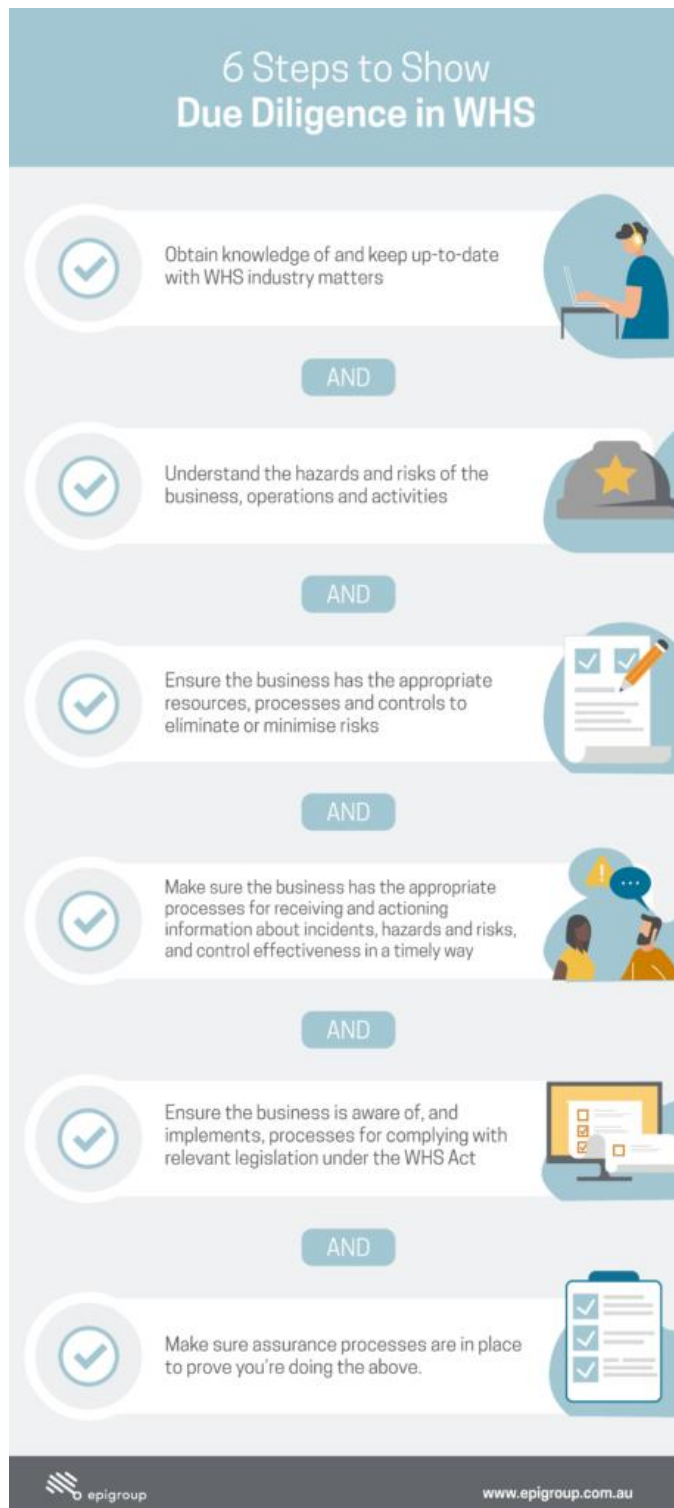 6 Steps to Show
Due Diligence in WHS
Obtain knowledge of and keep up-to-date
with WHS industry matters
AND
Understand the hazards and risks of the
business, operations and activities
AND
Ensure the business has the appropriate
resources, processes and controls to
eliminate or minimise risks
AND
Make sure the business has the appropriate
processes for receiving and actioning
information about incidents, hazards and risks,
and control effectiveness in a timely way
AND
Ensure the business is aware of, and
implements, processes for complying with
relevant legislation under the WHS Act
AND
Make sure assurance processes are in place
to prove you're doing the above.
epigroup
www.epigroup.com.au